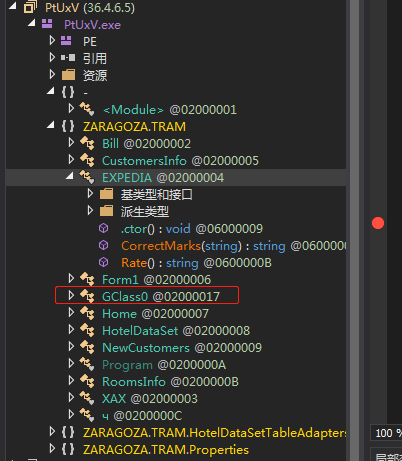 PtUxV (36.4.6.5)
PtUxV.exe
PE
引用
资源
{ } -
<Module> @02000001
{ } ZARAGOZA.TRAM
Bill @02000002
CustomersInfo @02000005
EXPEDIA @02000004
基类型和接口
派生类型
.ctor() : void @06000009
CorrectMarks(string) : string @0600000
Rate() : string @0600000B
Form1 @02000006
GClass0 @02000017
Home @02000007
HotelDataSet @02000008
NewCustomers @02000009
Program @0200000A
RoomsInfo @0200000B
XAX @02000003
ч @0200000C
{ } ZARAGOZA.TRAM.HotelDataSetTableAdapters
{ } ZARAGOZA.TRAM.Properties
100 %